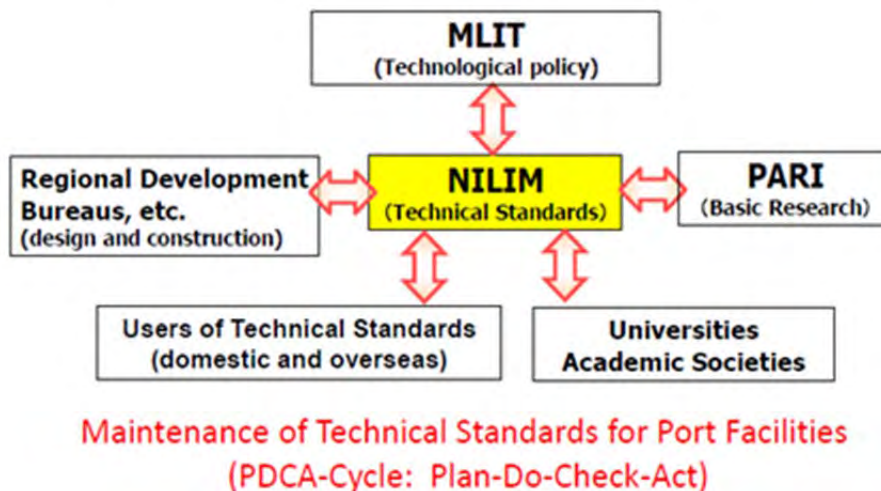 MLIT
(Technological policy)
Regional Development
Bureaus, etc.
(design and construction)
NILIM
(Technical Standards)
PARI
(Basic Research)
Users of Technical Standards
(domestic and overseas)
Universities
Academic Societies
Maintenance of Technical Standards for Port Facilities
(PDCA-Cycle: Plan-Do-Check-Act)